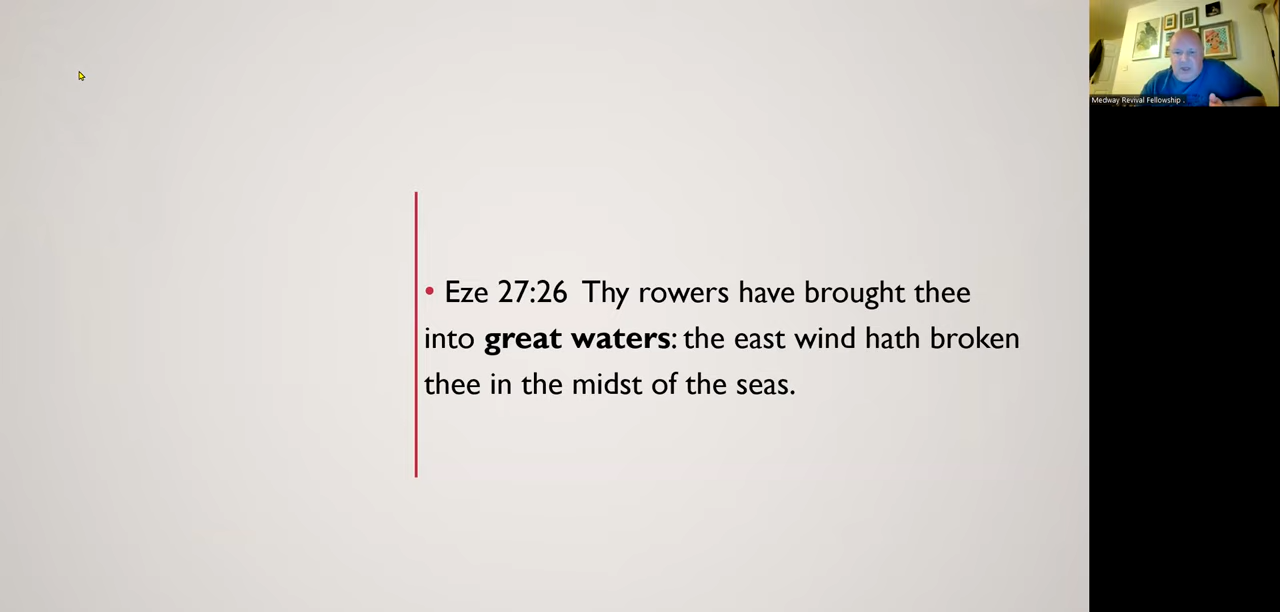 • Eze 27:26 Thy rowers have brought thee
into great waters: the east wind hath broken
thee in the midst of the seas.
Medway Revival Fellowship .